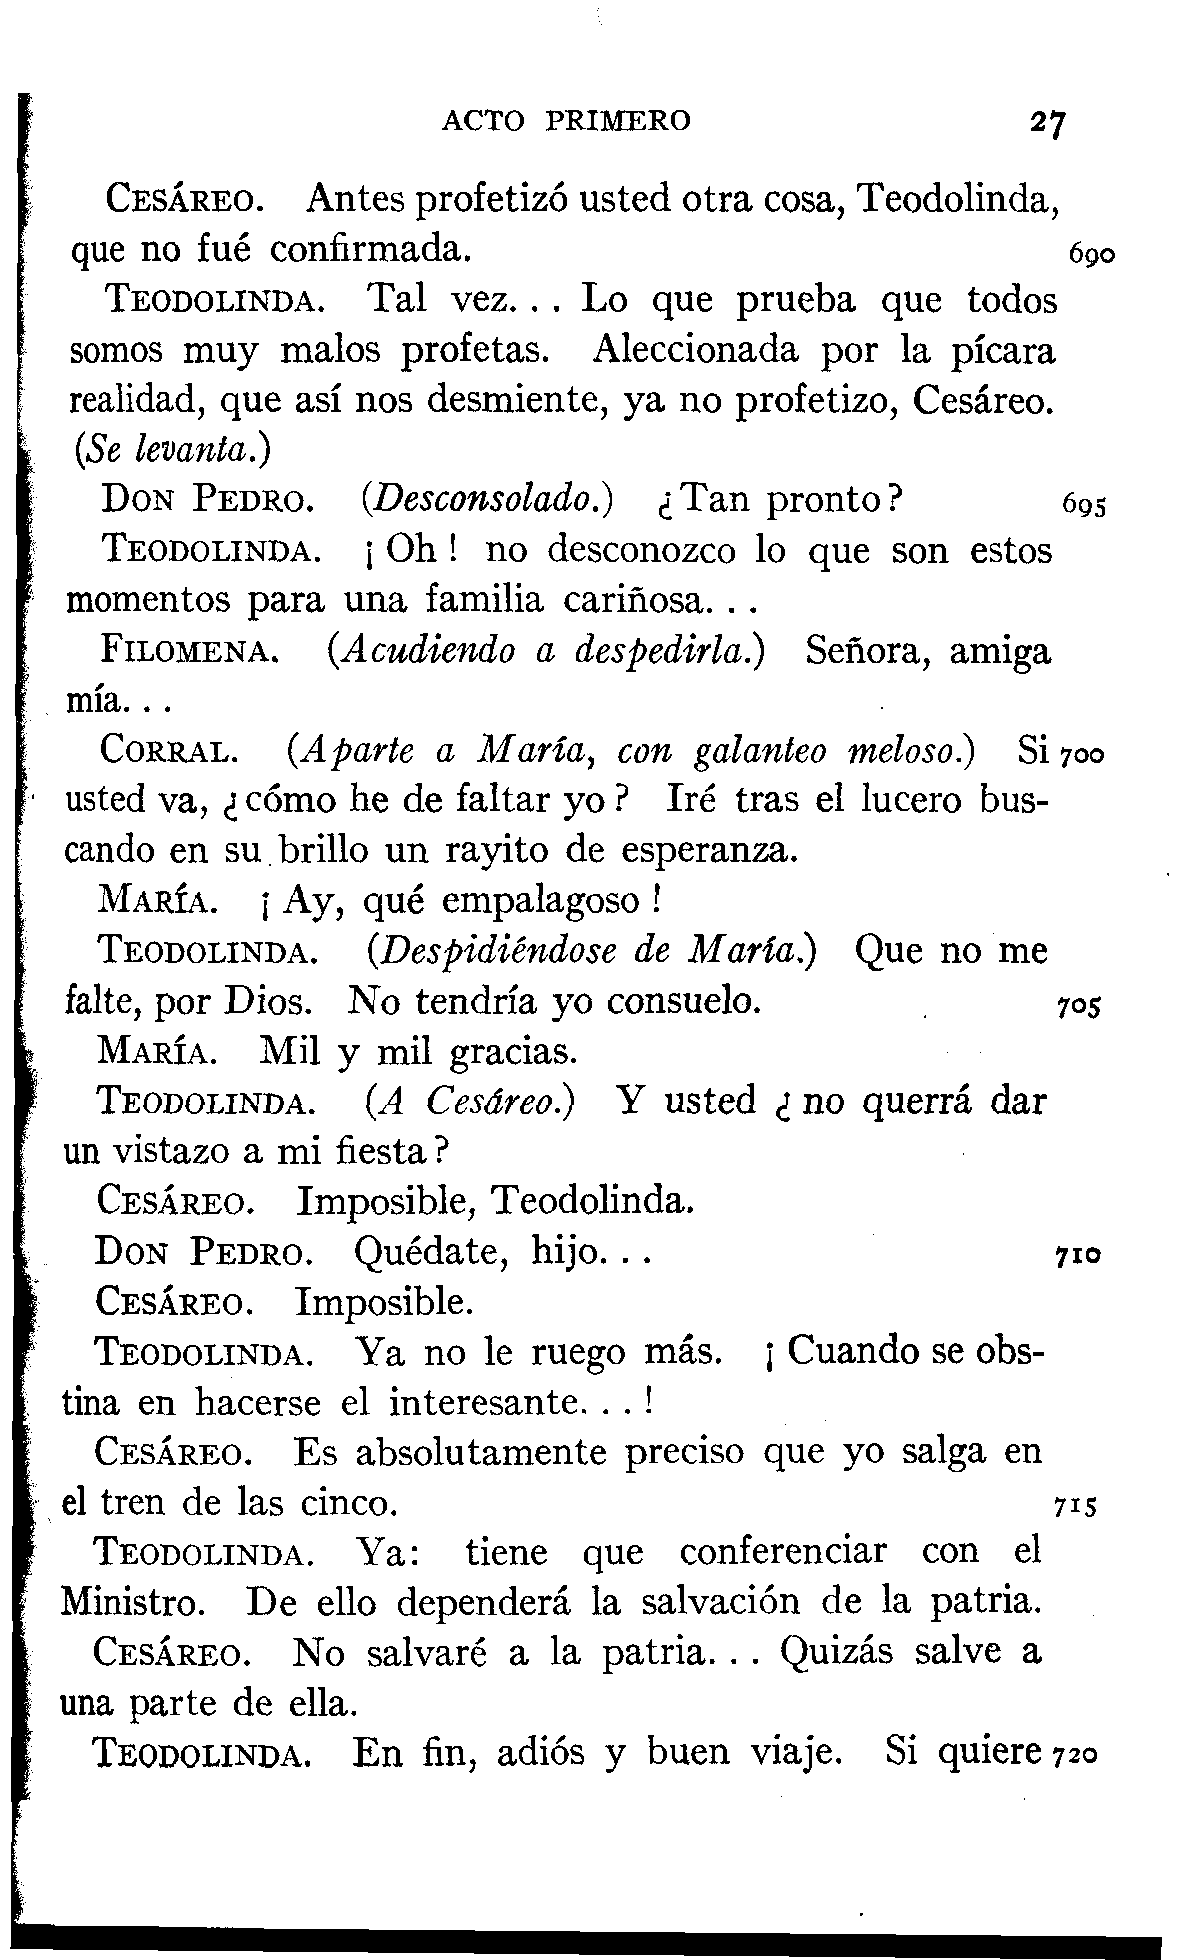 ACTO PRIMERO 27
CESÁREO. Antes profetizó usted otra cosa, Teodolinda,
que no fué confirmada. 690
TEODOLINDA. Tal vez. . . Lo que prueba que todos
somos muy malos profetas. Aleccionada por la pícara
realidad, que así nos desmiente, ya no profetizo, Cesáreo.
(Se levanta.)
DON PEDRO. (Desconsolado.) ¿Tan pronto? 695
TEODOLINDA. ¡Oh! no desconozco lo que son estos
momentos para una familia cariñosa. . .
FILOMENA. (Acudiendo a despedirla.) Señora, amiga
mía. . .
CORRAL. (Aparte a María, con galanteo meloso.) Si 700
usted va, ¿cómo he de faltar yo? Iré tras el lucero bus-
cando en su brillo un rayito de esperanza.
MARÍA. ¡Ay, qué empalagoso!
TEODOLINDA. (Despidiéndose de María.) Que no me
falte, por Dios. No tendría yo consuelo. 705
MARÍA. Mil y mil gracias.
TEODOLINDA. (A Cesáreo.) Y usted ¿no querrá dar
un vistazo a mi fiesta?
CESÁREO. Imposible, Teodolinda.
DON PEDRO. Quédate, hijo. . . 710
CESÁREO. Imposible.
TEODOLINDA. Ya no le ruego más. ¡Cuando se obs-
tina en hacerse el interesante. . . !
CESÁREO. Es absolutamente preciso que yo salga en
el tren de las cinco. 715
TEODOLINDA. Ya: tiene que conferenciar con el
Ministro. De ello dependerá la salvación de la patria.
CESÁREO. No salvaré a la patria. . . Quizás salve a
una parte de ella.
TEODOLINDA. En fin, adiós y buen viaje. Si quiere 720